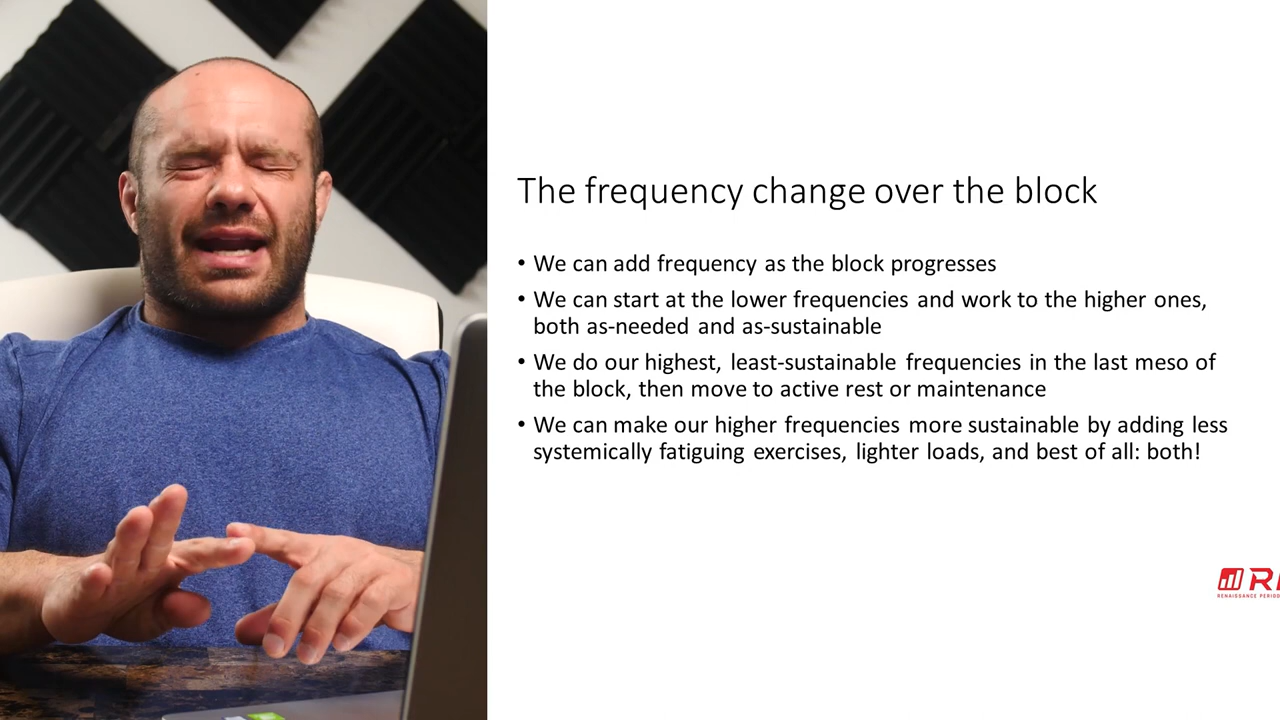 The frequency change over the block
• We can add frequency as the block progresses
• We can start at the lower frequencies and work to the higher ones,
both as-needed and as-sustainable
• We do our highest, least-sustainable frequencies in the last meso of
the block, then move to active rest or maintenance
• We can make our higher frequencies more sustainable by adding less
systemically fatiguing exercises, lighter loads, and best of all: both!
RENAISSANCE